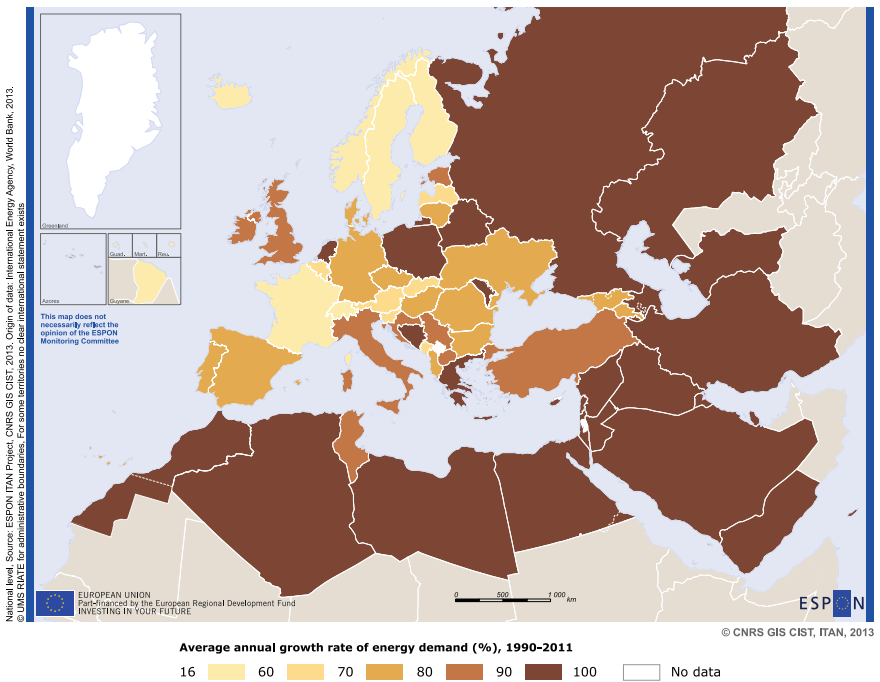 National level, Source: ESPON ITAN Project, CNRS GIS CIST, 2013. Origin of data: International Energy Agency, World Bank, 2013.
© UMS RIATE for administrative boundaries. For some territories no clear international statement exists
Greenland
Azores
Guad.
Mart.
Reu.
Guyane
This map does not
necessarily reflect the
opinion of the ESPON
Monitoring Committee
EUROPEAN UNION
Part-financed by the European Regional Development Fund
INVESTING IN YOUR FUTURE
0 500 1 000
km
ESPON
© CNRS GIS CIST, ITAN, 2013
Average annual growth rate of energy demand (%), 1990-2011
16 60 70 80 90 100 No data